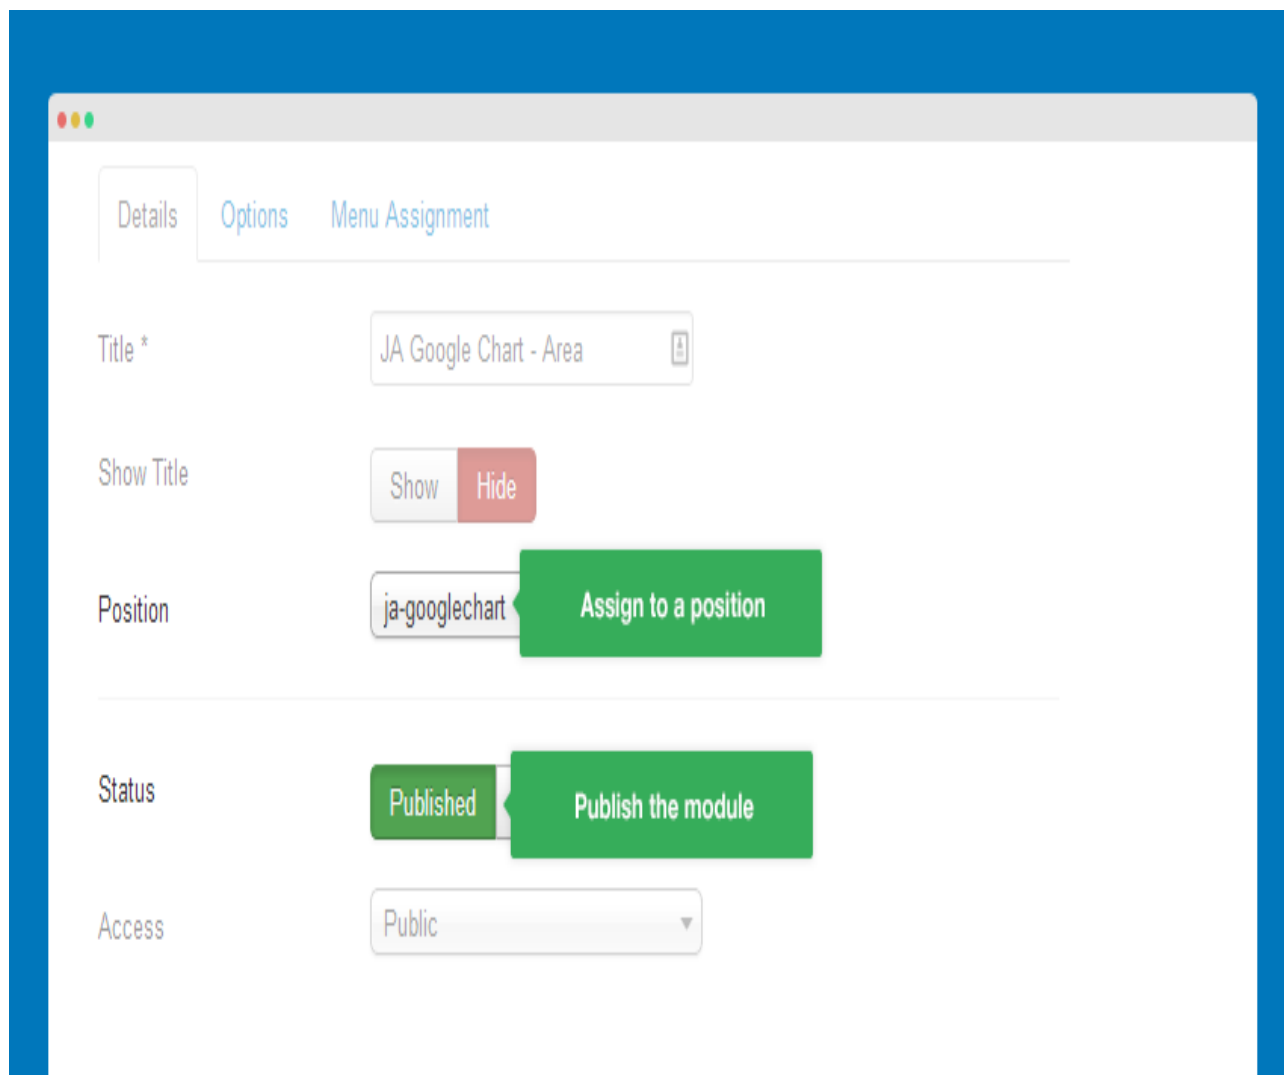 Details Options Menu Assignment
Title * JA Google Chart - Area
Show Title Show Hide
Position ja-googlechart Assign to a position
Status Published Publish the module
Access Public